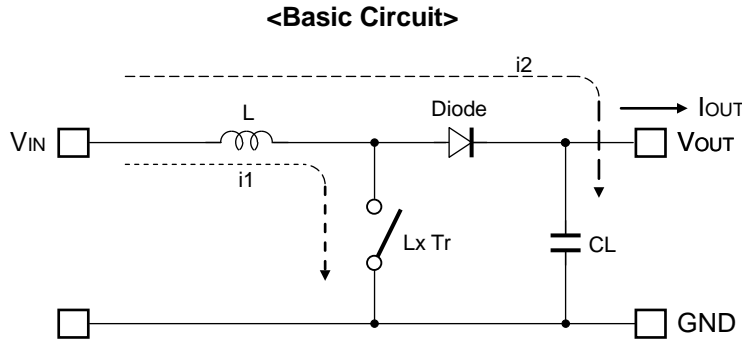 <Basic Circuit>
i2
L
Diode
IOUT
VIN
VOUT
i1
Lx Tr
CL
GND